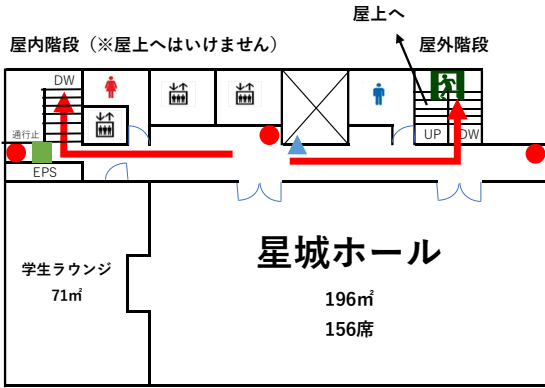 屋上へ
屋内階段（※屋上へはいけません）
屋外階段
DW
通行止
EPS
UP
DW
学生ラウンジ
71㎡
星城ホール
196㎡
156席